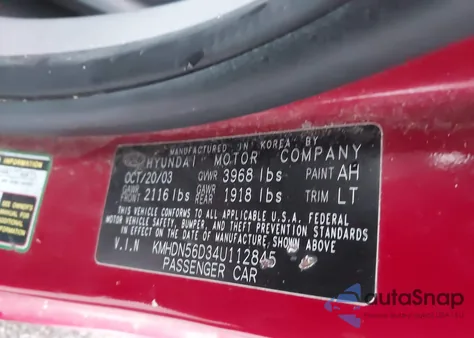 MANUFACTURED IN KOREA BY
HYUNDAI MOTOR COMPANY
OCT/20/03 GVWR 3968 lbs PAINT AH
GAWR FRONT 2116 lbs GAWR REAR 1918 lbs TRIM LT
THIS VEHICLE CONFORMS TO ALL APPLICABLE U.S.A. FEDERAL
MOTOR VEHICLE SAFETY, BUMPER, AND THEFT PREVENTION STANDARDS
IN EFFECT ON THE DATE OF MANUFACTURE SHOWN ABOVE.
V.I.N KMHDN56D34U112845
PASSENGER CAR
autoSnap